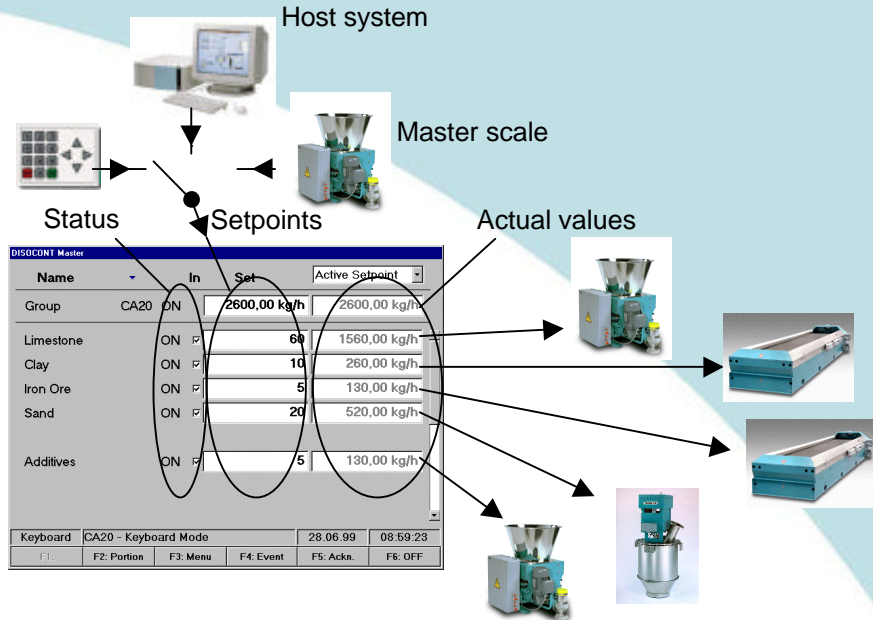 Host system
Master scale
Status
Setpoints
Actual values
DISOCONT Master
Name In Set Active Setpoint
Group CA20 ON 2600,00 kg/h 2600,00 kg/h
Limestone ON 60 1560,00 kg/h
Clay ON 10 260,00 kg/h
Iron Ore ON 5 130,00 kg/h
Sand ON 20 520,00 kg/h
Additives ON 5 130,00 kg/h
Keyboard CA20 - Keyboard Mode 28.06.99 08:59:23
F1: F2: Portion F3: Menu F4: Event F5: Ackn. F6: OFF